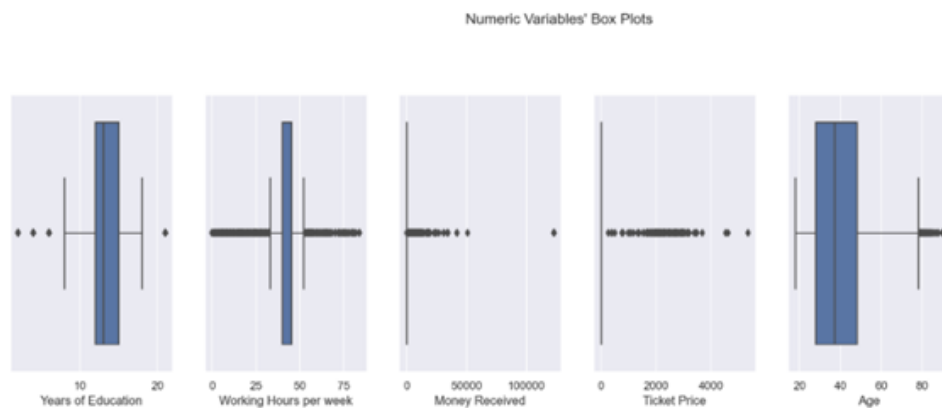 Numeric Variables' Box Plots
10 20
0 25 50 75
0 50000 100000
0 2000 4000
20 40 60 80
Years of Education
Working Hours per week
Money Received
Ticket Price
Age